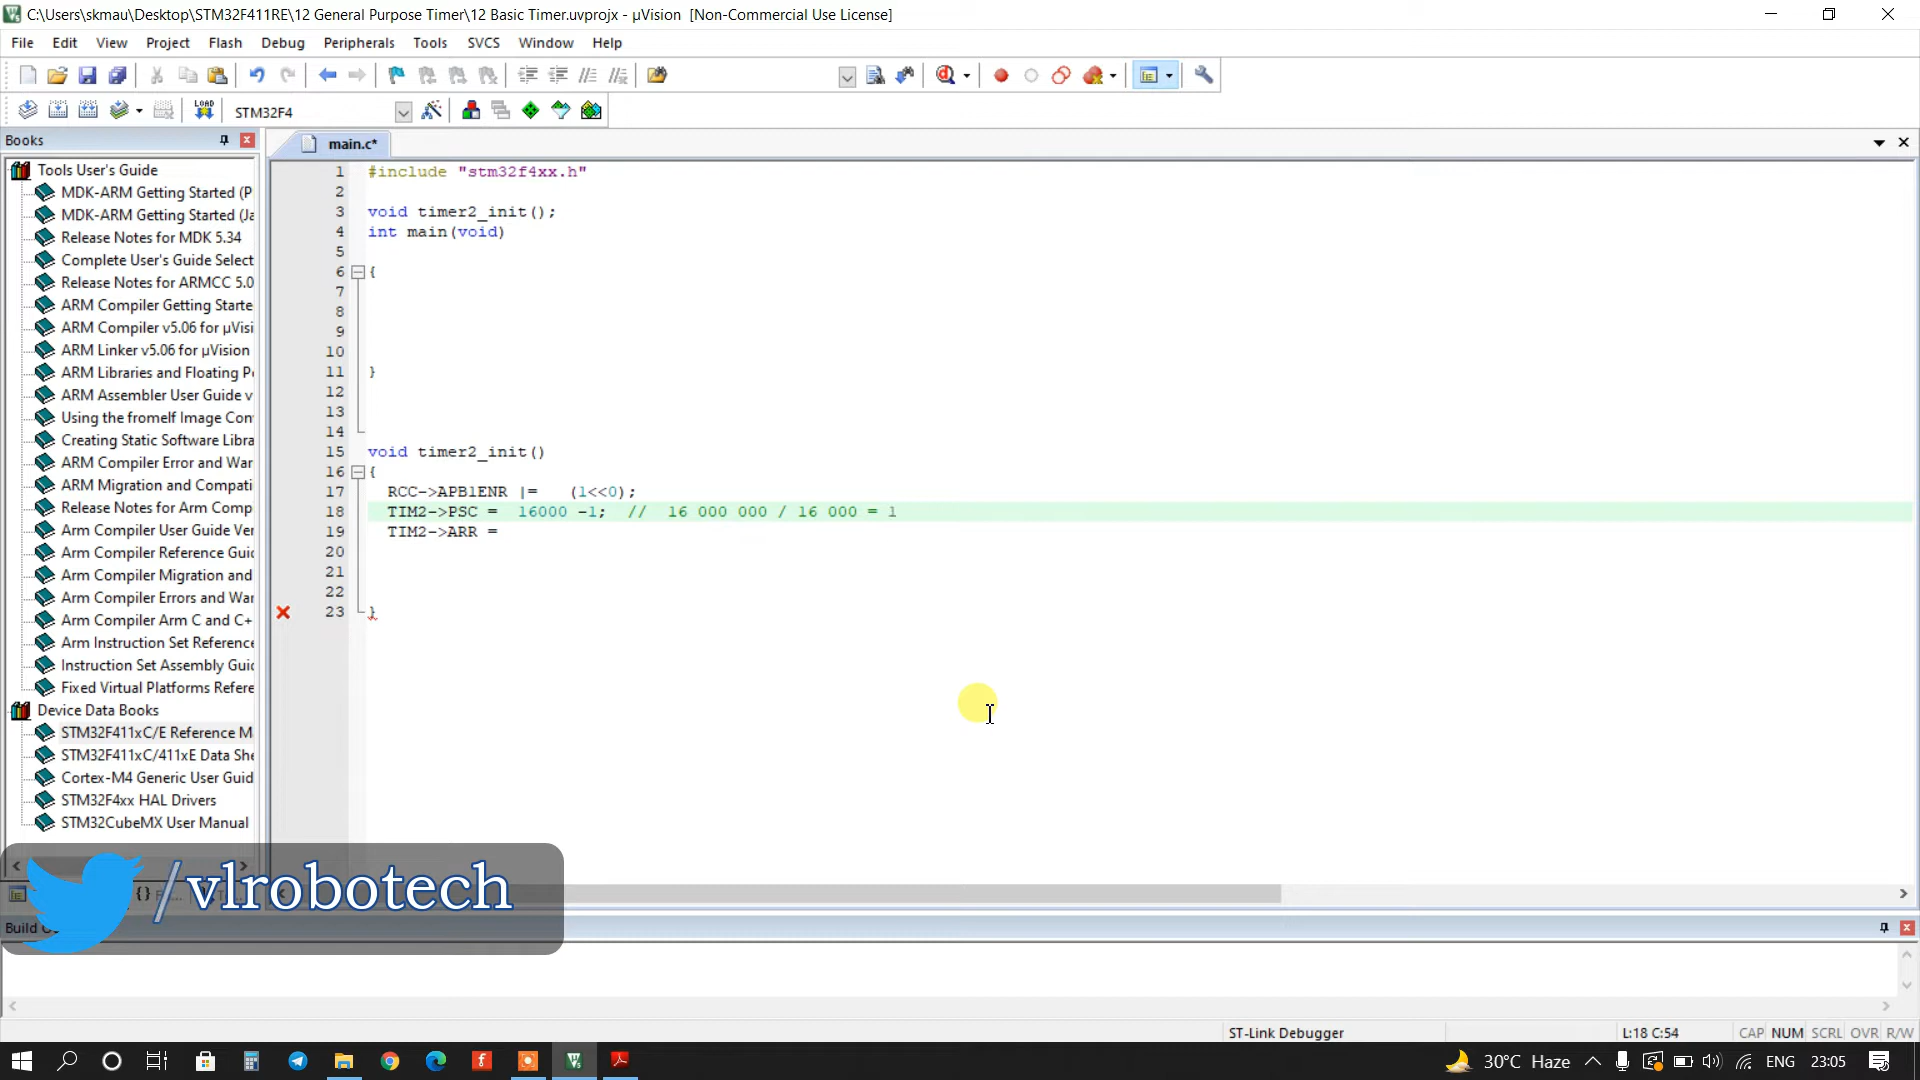 C:\Users\skmau\Desktop\STM32F411RE\12 General Purpose Timer\12 Basic Timer.uvprojx - µVision [Non-Commercial Use License]
File Edit View Project Flash Debug Peripherals Tools SVCS Window Help
LOAD STM32F4
Books
main.c*
Tools User's Guide
MDK-ARM Getting Started (P
MDK-ARM Getting Started (Ja
Release Notes for MDK 5.34
Complete User's Guide Select
Release Notes for ARMCC 5.0
ARM Compiler Getting Starte
ARM Compiler v5.06 for µVisi
ARM Linker v5.06 for µVision
ARM Libraries and Floating P
ARM Assembler User Guide v
Using the fromelf Image Con
Creating Static Software Libra
ARM Compiler Error and War
ARM Migration and Compati
Release Notes for Arm Comp
Arm Compiler User Guide Ver
Arm Compiler Reference Guid
Arm Compiler Migration and
Arm Compiler Errors and War
Arm Compiler Arm C and C+
Arm Instruction Set Reference
Instruction Set Assembly Guid
Fixed Virtual Platforms Refere
Device Data Books
STM32F411xC/E Reference M
STM32F411xC/411xE Data She
Cortex-M4 Generic User Guid
STM32F4xx HAL Drivers
STM32CubeMX User Manual
1 #include "stm32f4xx.h"
2
3 void timer2_init();
4 int main(void)
5
6 {
7
8
9
10
11 }
12
13
14
15 void timer2_init()
16 {
17 RCC->APB1ENR |= (1<<0);
18 TIM2->PSC = 16000 -1; // 16 000 000 / 16 000 = 1
19 TIM2->ARR =
20
21
22
23 }
/vlrobotech
Build O
ST-Link Debugger L:18 C:54 CAP NUM SCRL OVR R/W
30°C Haze ENG 23:05